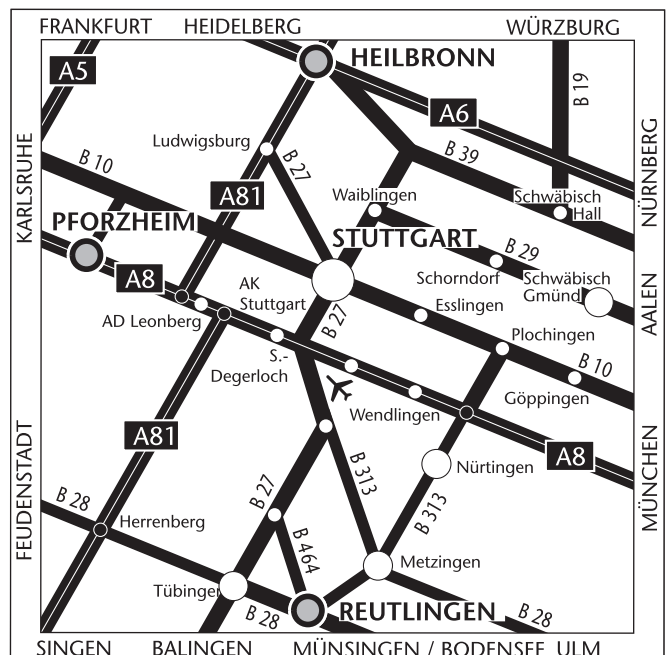 FRANKFURT HEIDELBERG WÜRZBURG
A5
HEILBRONN
B 19
A6
KARLSRUHE
Ludwigsburg
B 27
B 39
NÜRNBERG
B 10
A81
Waiblingen
Schwäbisch
Hall
PFORZHEIM
STUTTGART
B 29
A8
AK
Stuttgart
Schorndorf
Schwäbisch
Gmünd
AALEN
AD Leonberg
B 27
Esslingen
Plochingen
S.-
Degerloch
B 10
Göppingen
Wendlingen
A81
A8
FEUDENSTADT
MÜNCHEN
B 28
B 27
B 313
Nürtingen
B 313
Herrenberg
B 464
Metzingen
Tübingen
B 28
REUTLINGEN
B 28
SINGEN BALINGEN MÜNSINGEN / BODENSEE ULM